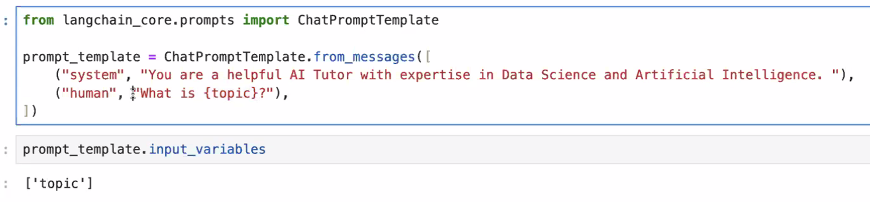 : from langchain_core.prompts import ChatPromptTemplate
prompt_template = ChatPromptTemplate.from_messages([
("system", "You are a helpful AI Tutor with expertise in Data Science and Artificial Intelligence. "),
("human", "What is {topic}?"),
])
: prompt_template.input_variables
: ['topic']